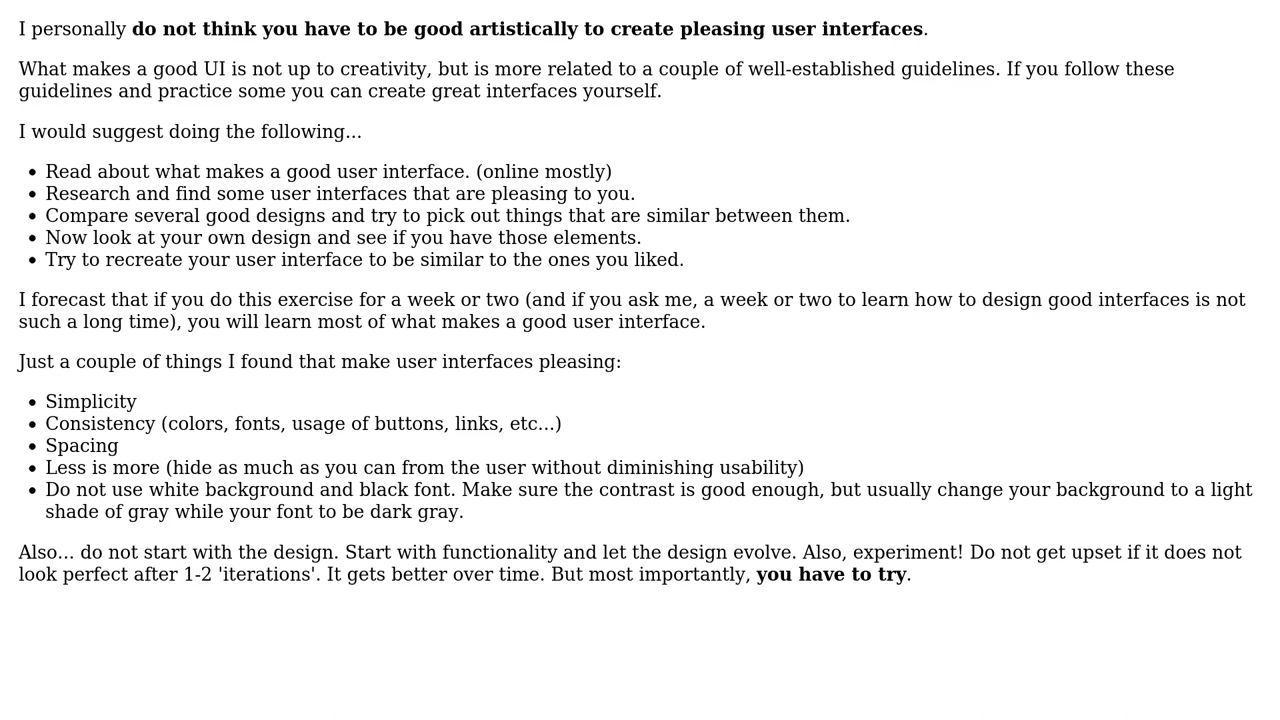 I personally do not think you have to be good artistically to create pleasing user interfaces.
What makes a good UI is not up to creativity, but is more related to a couple of well-established guidelines. If you follow these
guidelines and practice some you can create great interfaces yourself.
I would suggest doing the following...
• Read about what makes a good user interface. (online mostly)
• Research and find some user interfaces that are pleasing to you.
• Compare several good designs and try to pick out things that are similar between them.
• Now look at your own design and see if you have those elements.
• Try to recreate your user interface to be similar to the ones you liked.
I forecast that if you do this exercise for a week or two (and if you ask me, a week or two to learn how to design good interfaces is not
such a long time), you will learn most of what makes a good user interface.
Just a couple of things I found that make user interfaces pleasing:
• Simplicity
• Consistency (colors, fonts, usage of buttons, links, etc...)
• Spacing
• Less is more (hide as much as you can from the user without diminishing usability)
• Do not use white background and black font. Make sure the contrast is good enough, but usually change your background to a light
shade of gray while your font to be dark gray.
Also... do not start with the design. Start with functionality and let the design evolve. Also, experiment! Do not get upset if it does not
look perfect after 1-2 'iterations'. It gets better over time. But most importantly, you have to try.